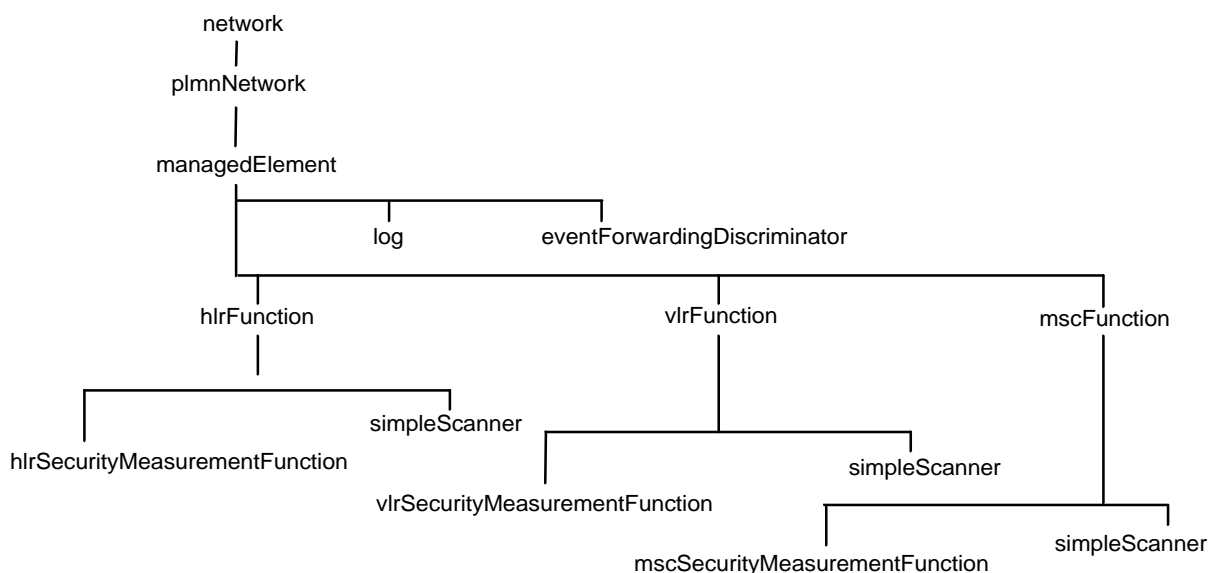 network
plmnNetwork
managedElement
log
eventForwardingDiscriminator
hlrFunction
vlrFunction
mscFunction
simpleScanner
hlrSecurityMeasurementFunction
simpleScanner
vlrSecurityMeasurementFunction
simpleScanner
mscSecurityMeasurementFunction